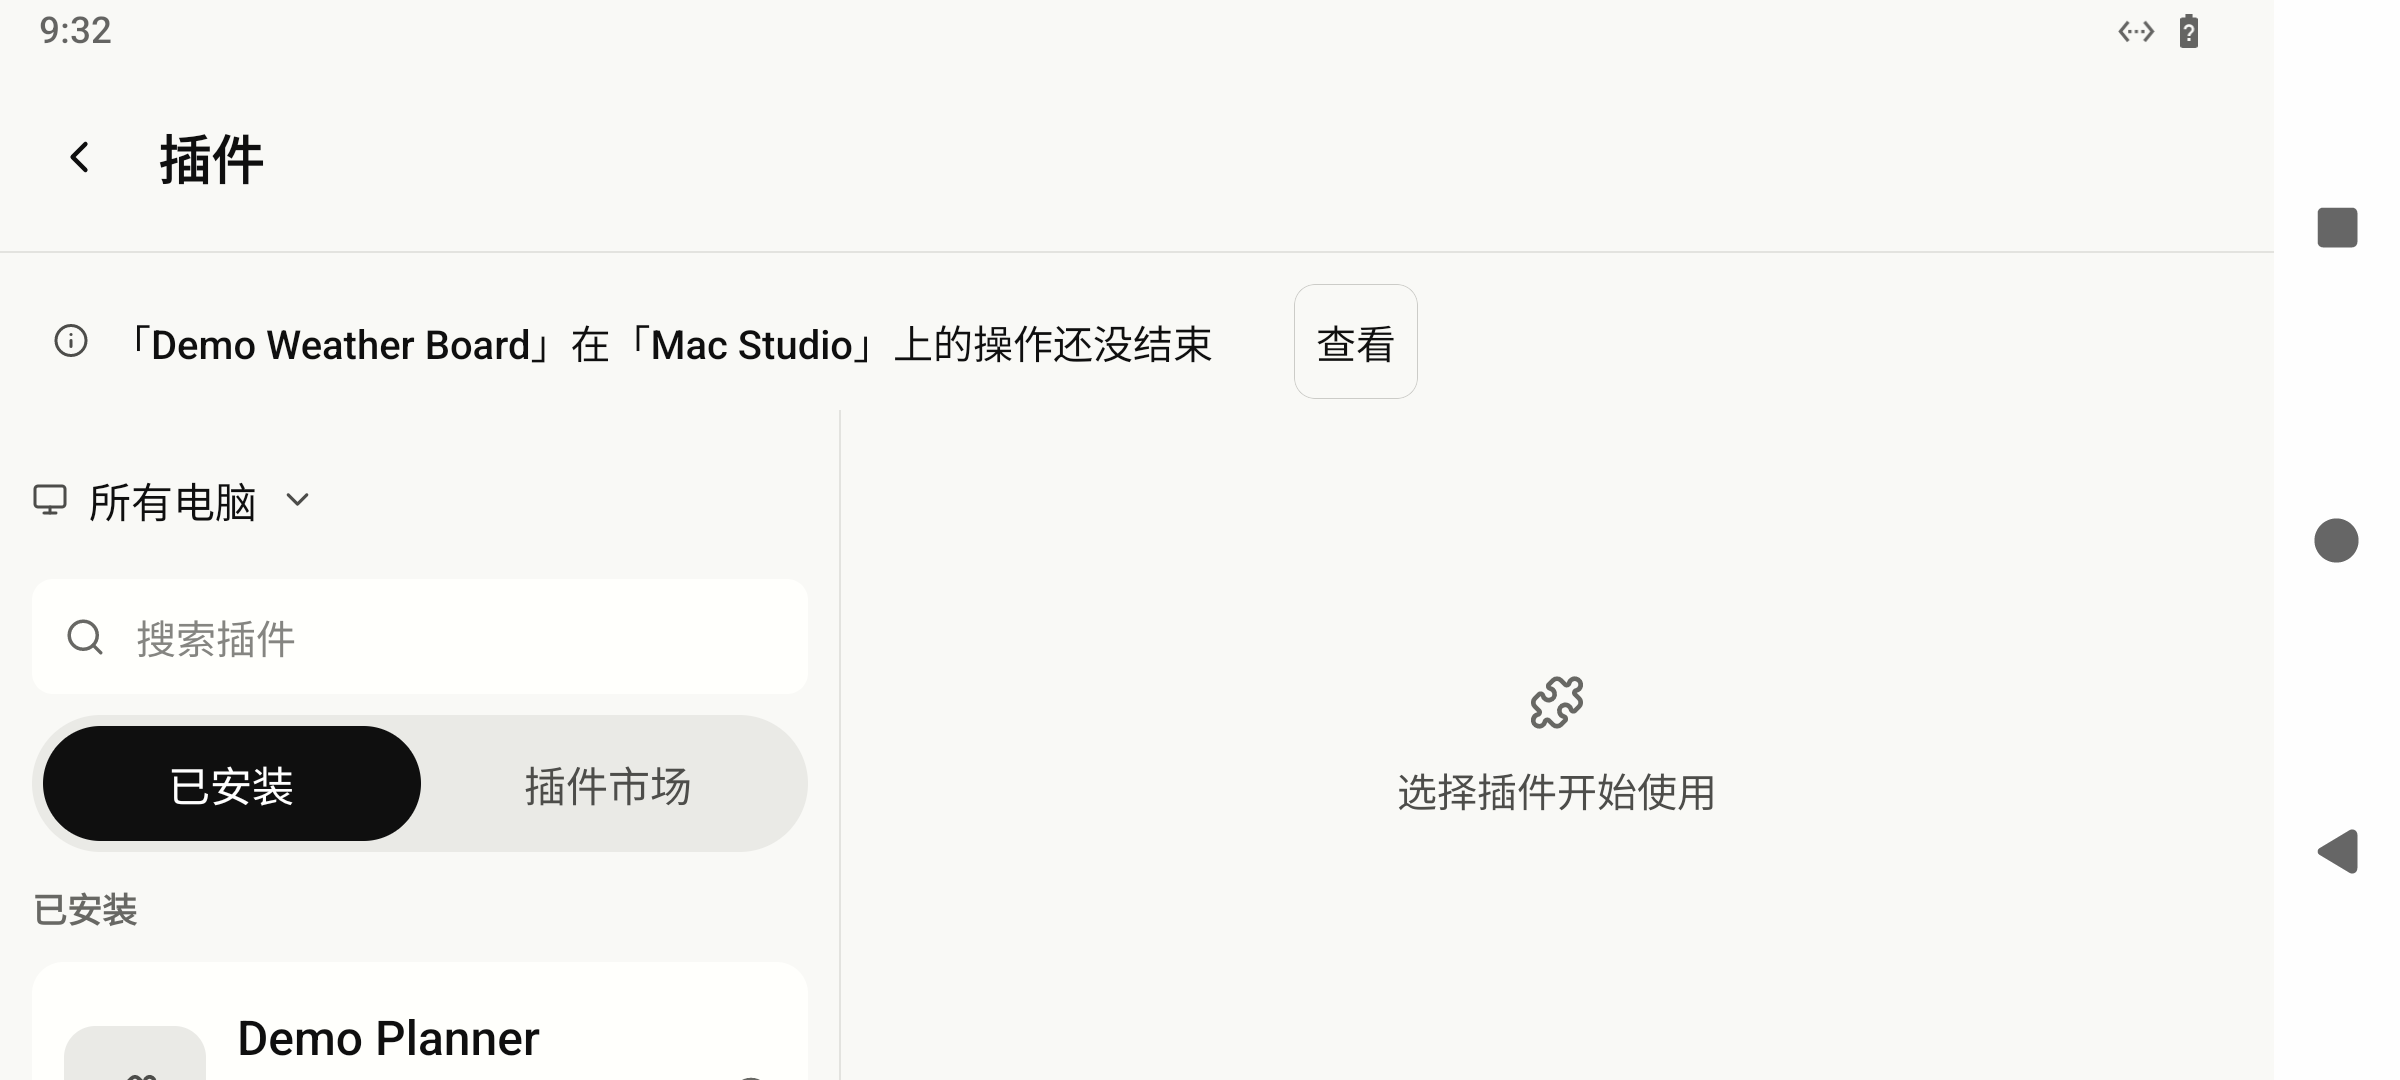 9:32
插件
「Demo Weather Board」在「Mac Studio」上的操作还没结束
查看
所有电脑
搜索插件
已安装
插件市场
选择插件开始使用
已安装
Demo Planner